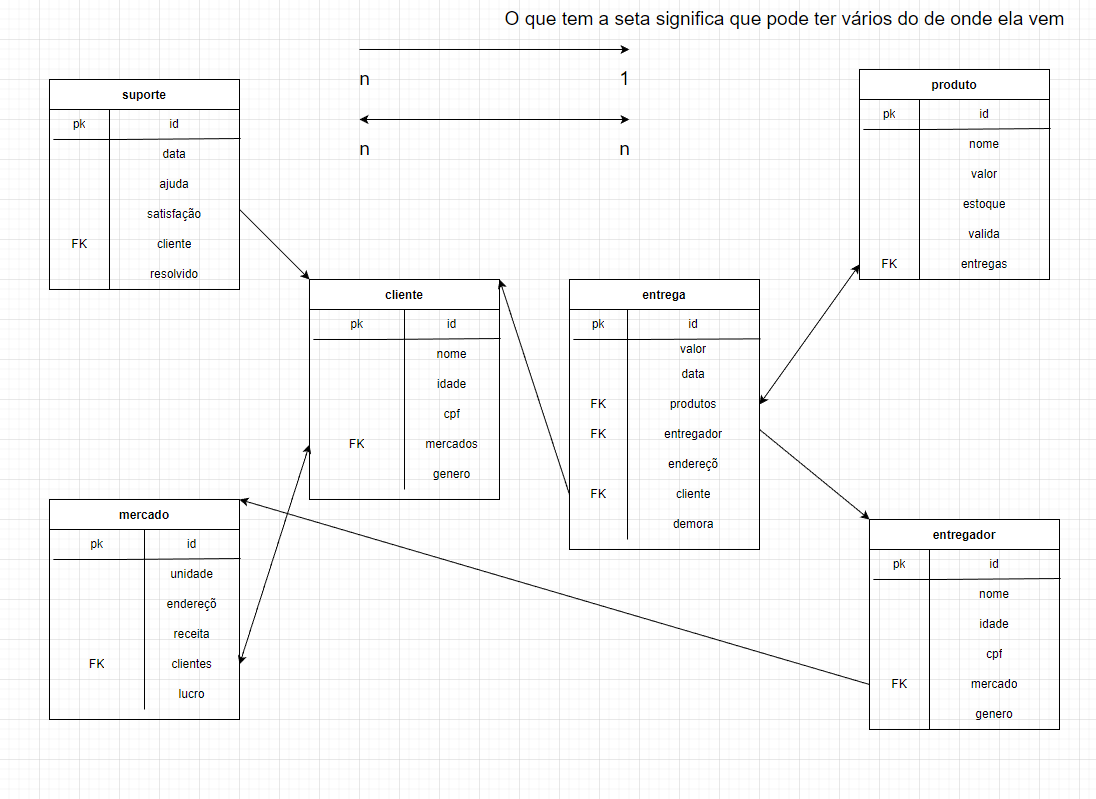 O que tem a seta significa que pode ter vários do de onde ela vem
n 1
n n
suporte
pk id
data
ajuda
satisfação
FK cliente
resolvido
produto
pk id
nome
valor
estoque
valida
FK entregas
cliente
pk id
nome
idade
cpf
FK mercados
genero
entrega
pk id
valor
data
FK produtos
FK entregador
endereçõ
FK cliente
demora
mercado
pk id
unidade
endereçõ
receita
FK clientes
lucro
entregador
pk id
nome
idade
cpf
FK mercado
genero